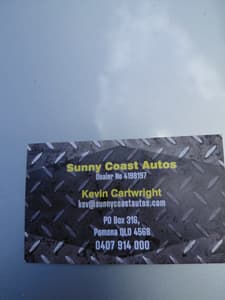 Sunny Coast Autos
Dealer No 4198197
Kevin Cartwright
kev@sunnycoastautos.com
PO Box 316,
Pomona QLD 4568
0407 914 000